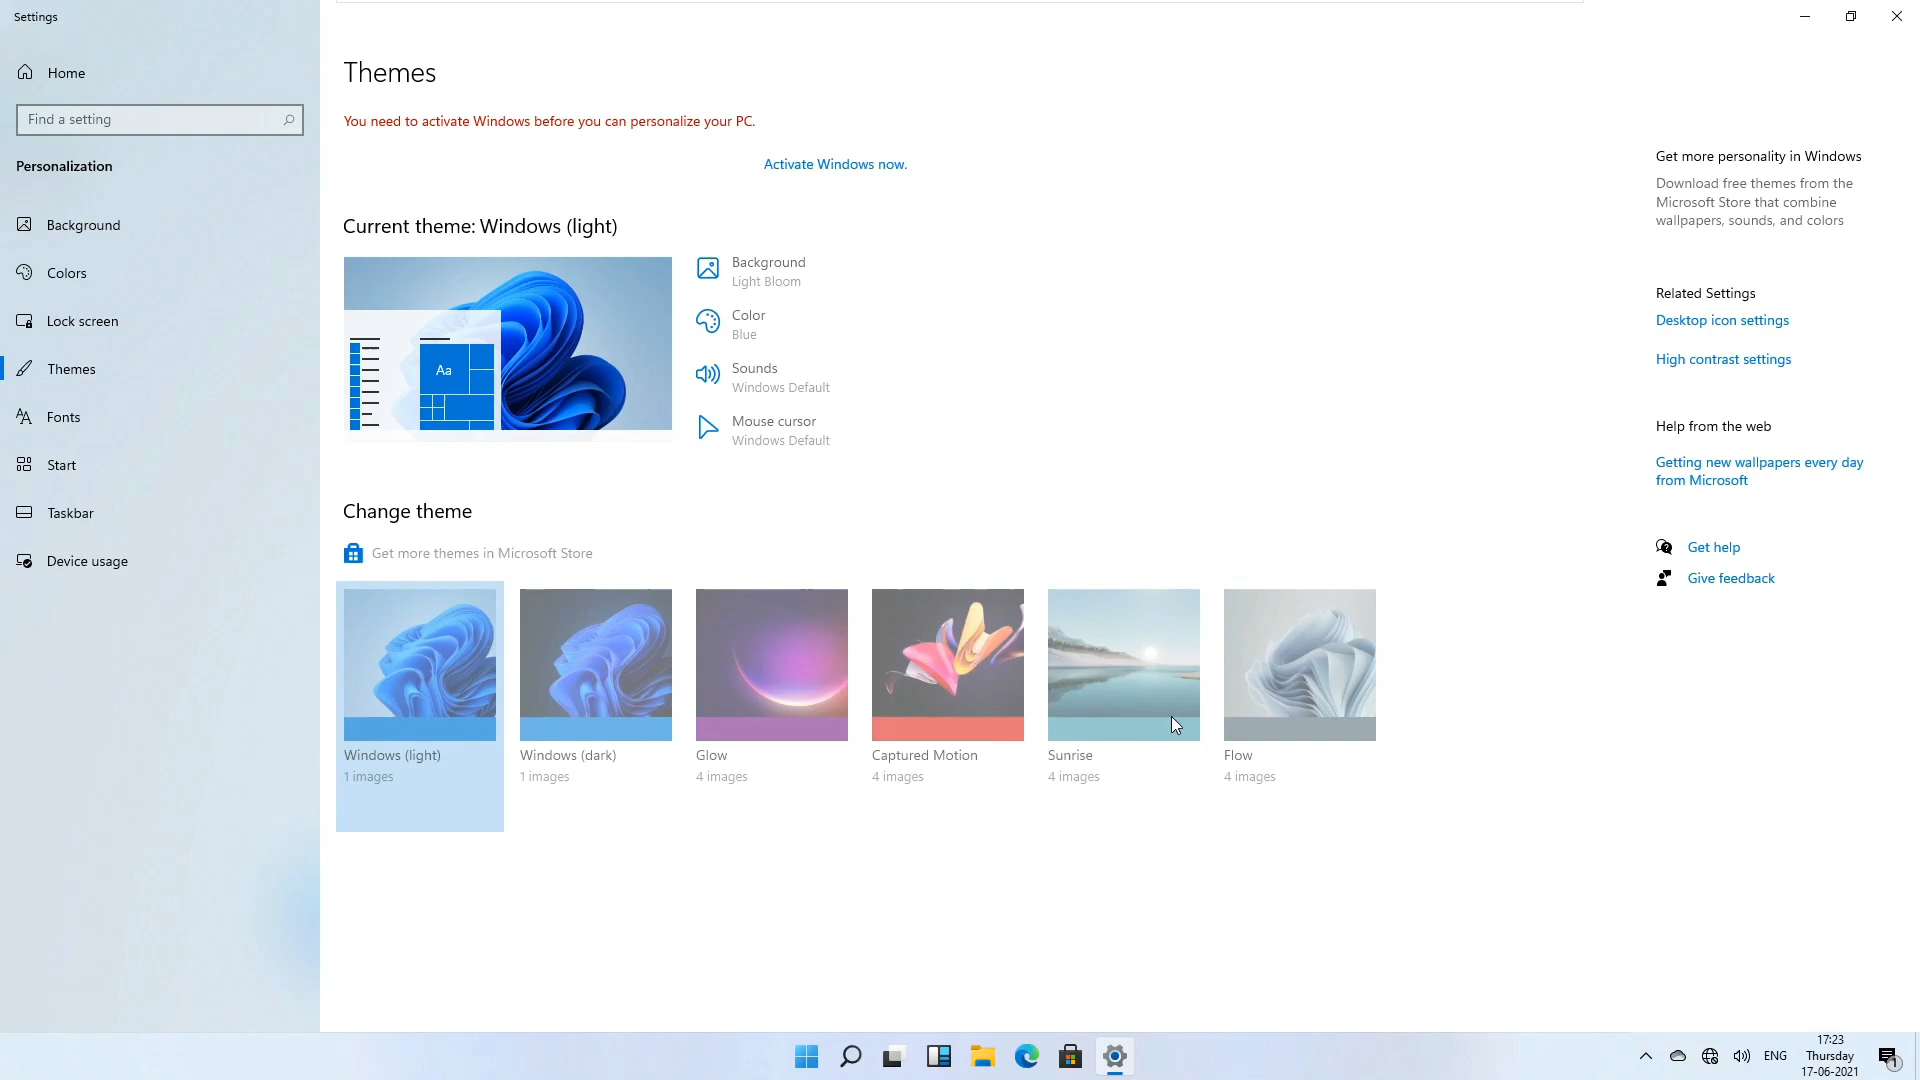 Settings
Home
Find a setting
Personalization
Background
Colors
Lock screen
Themes
Fonts
Start
Taskbar
Device usage
Themes
You need to activate Windows before you can personalize your PC.
Activate Windows now.
Current theme: Windows (light)
Aa
Background
Light Bloom
Color
Blue
Sounds
Windows Default
Mouse cursor
Windows Default
Change theme
Get more themes in Microsoft Store
Windows (light)
1 images
Windows (dark)
1 images
Glow
4 images
Captured Motion
4 images
Sunrise
4 images
Flow
4 images
Get more personality in Windows
Download free themes from the
Microsoft Store that combine
wallpapers, sounds, and colors
Related Settings
Desktop icon settings
High contrast settings
Help from the web
Getting new wallpapers every day
from Microsoft
Get help
Give feedback
ENG
17:23
Thursday
17-06-2021
1